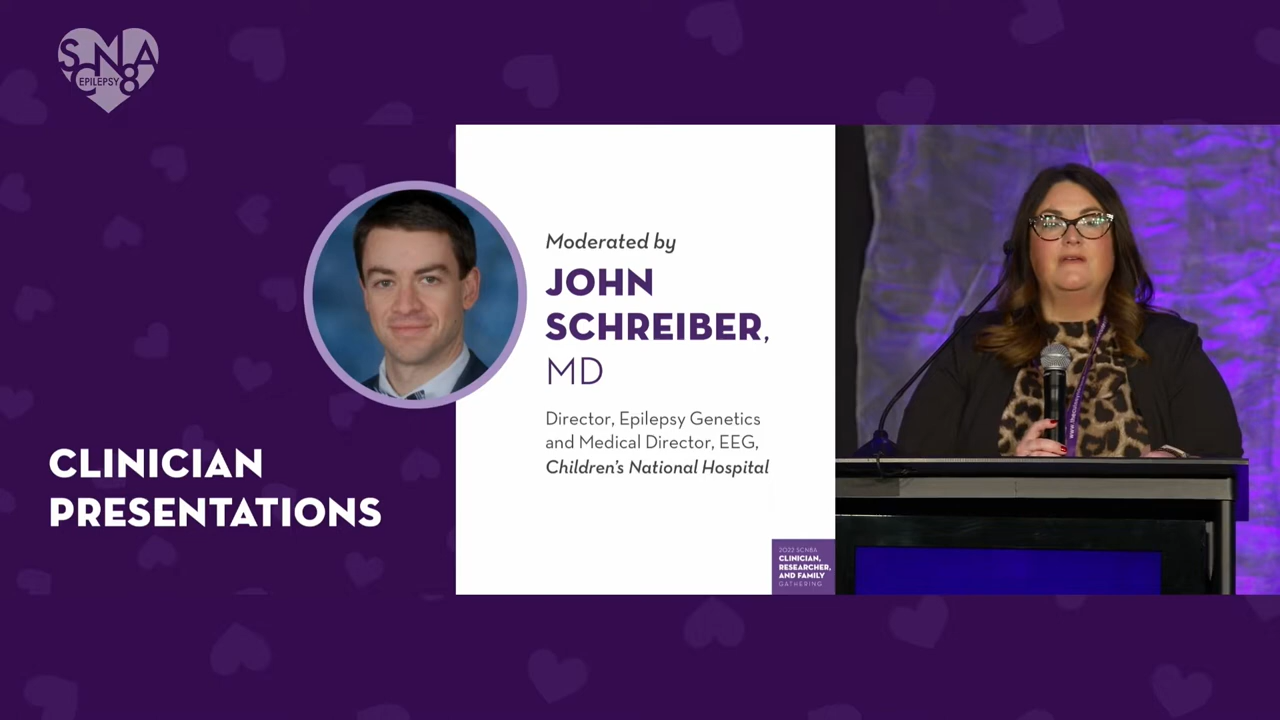 SCN8A
EPILEPSY
CLINICIAN
PRESENTATIONS
Moderated by
JOHN
SCHREIBER,
MD
Director, Epilepsy Genetics
and Medical Director, EEG,
Children's National Hospital
2022 SCN8A
CLINICIAN,
RESEARCHER,
AND FAMILY
GATHERING